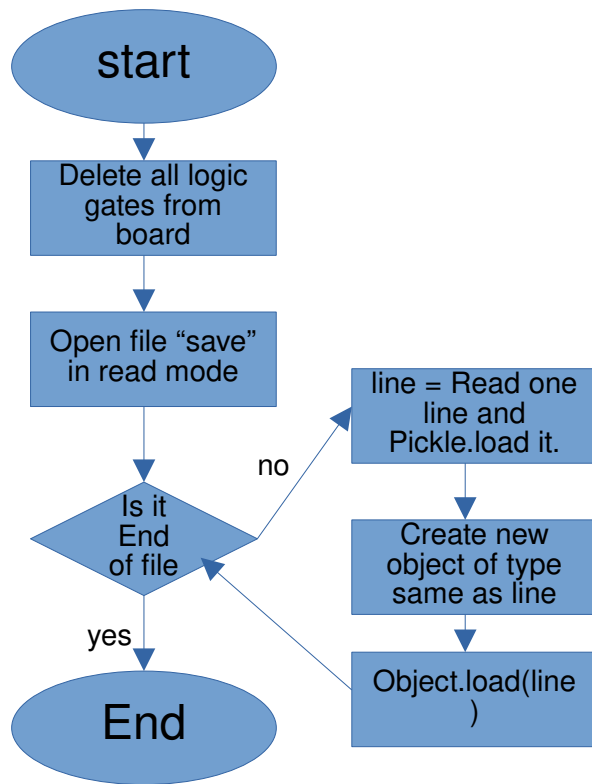 start
Delete all logic
gates from
board
Open file “save”
in read mode
Is it
End
of file
no
line = Read one
line and
Pickle.load it.
Create new
object of type
same as line
Object.load(line
)
yes
End